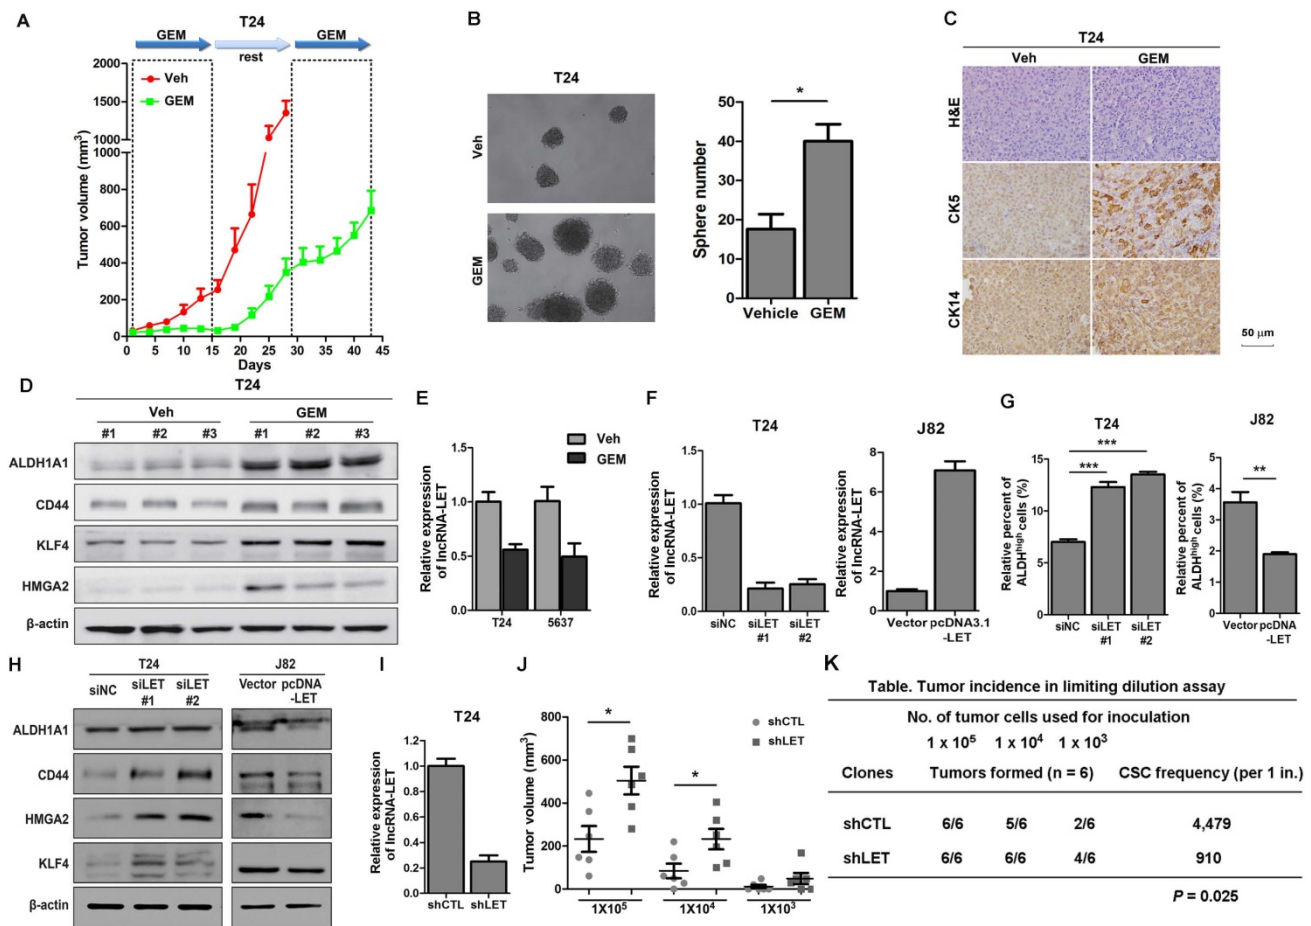 A
T24
GEM
rest
GEM
Veh
GEM
Tumor volume (mm3)
2000
1500
1000
800
600
400
200
0
0 5 10 15 20 25 30 35 40 45
Days
B
T24
Veh
GEM
Sphere number
50
40
30
20
10
0
*
Vehicle GEM
C
T24
Veh GEM
H&E
CK5
CK14
50 μm
D
T24
Veh GEM
#1 #2 #3 #1 #2 #3
ALDH1A1
CD44
KLF4
HMGA2
β-actin
E
Veh
GEM
Relative expression
of lncRNA-LET
1.5
1.0
0.5
0.0
T24 5637
F
T24
Relative expression
of lncRNA-LET
1.5
1.0
0.5
0.0
siNC siLET siLET
#1 #2
J82
Relative expression
of lncRNA-LET
8
6
4
2
0
Vector pcDNA3.1
-LET
G
T24
Relative percent of
ALDHhigh cells (%)
15
10
5
0
***
***
siNC siLET siLET
#1 #2
J82
Relative percent of
ALDHhigh cells (%)
5
4
3
2
1
0
**
Vector pcDNA
-LET
H
T24 J82
siNC siLET siLET Vector pcDNA
#1 #2 -LET
ALDH1A1
CD44
HMGA2
KLF4
β-actin
I
T24
Relative expression
of lncRNA-LET
1.2
1.0
0.8
0.6
0.4
0.2
0.0
shCTL shLET
J
Tumor volume (mm3)
800
600
400
200
0
*
*
shCTL
shLET
1X105 1X104 1X103
K
Table. Tumor incidence in limiting dilution assay
No. of tumor cells used for inoculation
1 x 105 1 x 104 1 x 103
Clones Tumors formed (n = 6) CSC frequency (per 1 in.)
shCTL 6/6 5/6 2/6 4,479
shLET 6/6 6/6 4/6 910
P = 0.025